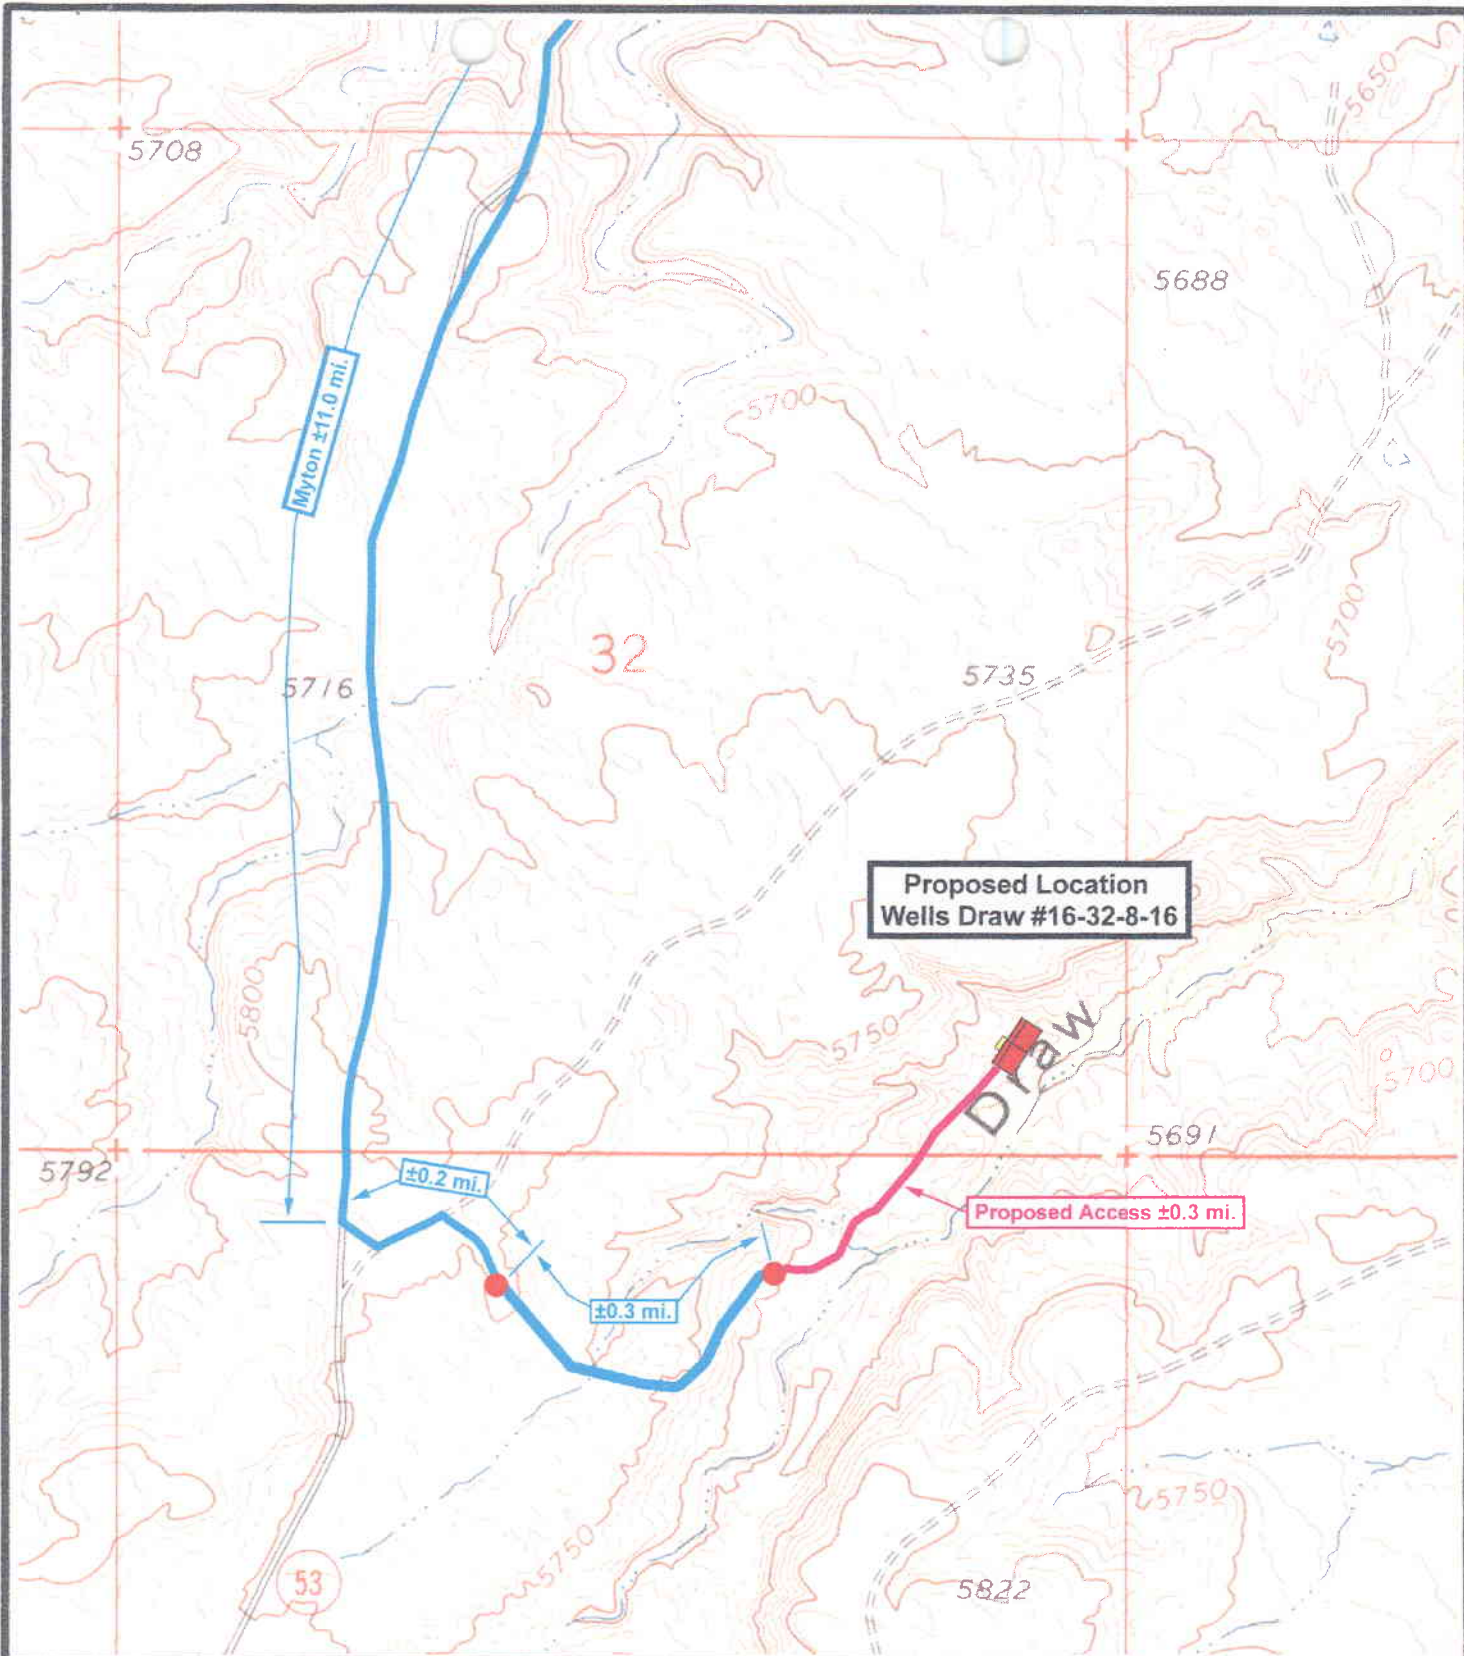 5650
5708
5688
Myton ±11.0 mi.
5700
5700
32
5716
5735
Proposed Location
Wells Draw #16-32-8-16
5800
5750
Draw
5700
5691
5792
±0.2 mi.
Proposed Access ±0.3 mi.
±0.3 mi.
5750
5750
53
5822